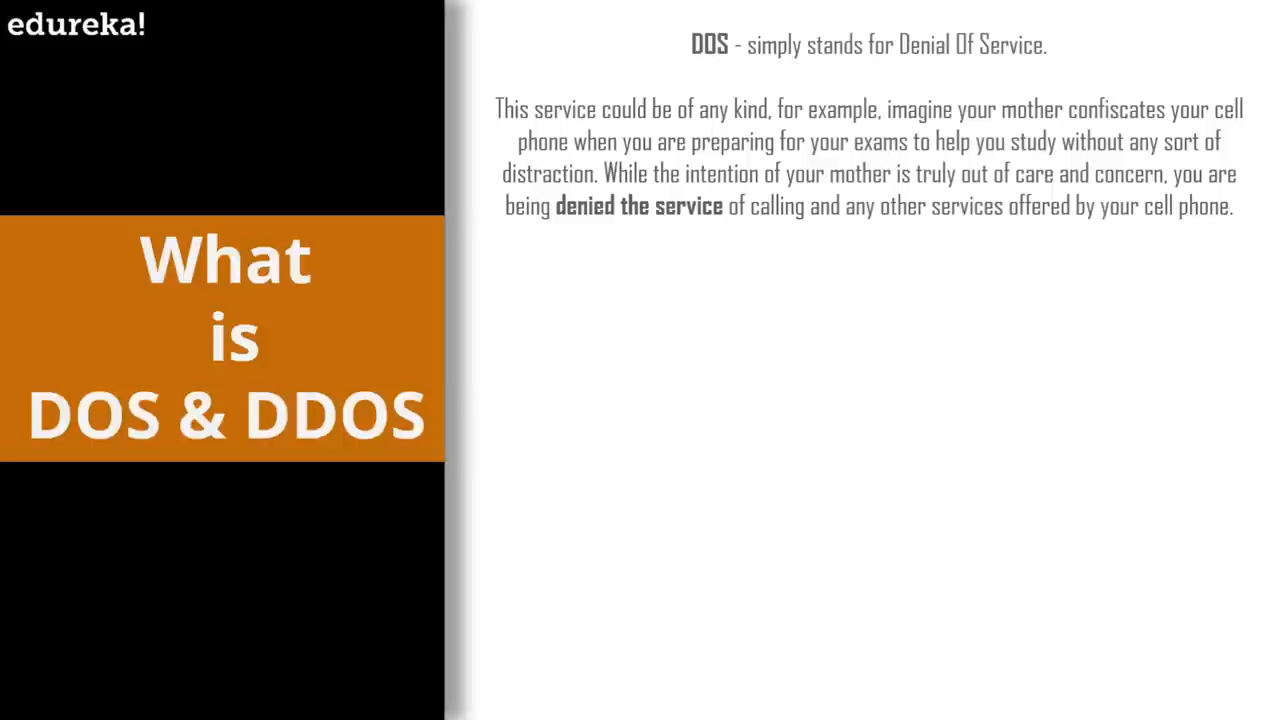 edureka!
What
is
DOS & DDOS
DOS - simply stands for Denial Of Service.
This service could be of any kind, for example, imagine your mother confiscates your cell
phone when you are preparing for your exams to help you study without any sort of
distraction. While the intention of your mother is truly out of care and concern, you are
being denied the service of calling and any other services offered by your cell phone.